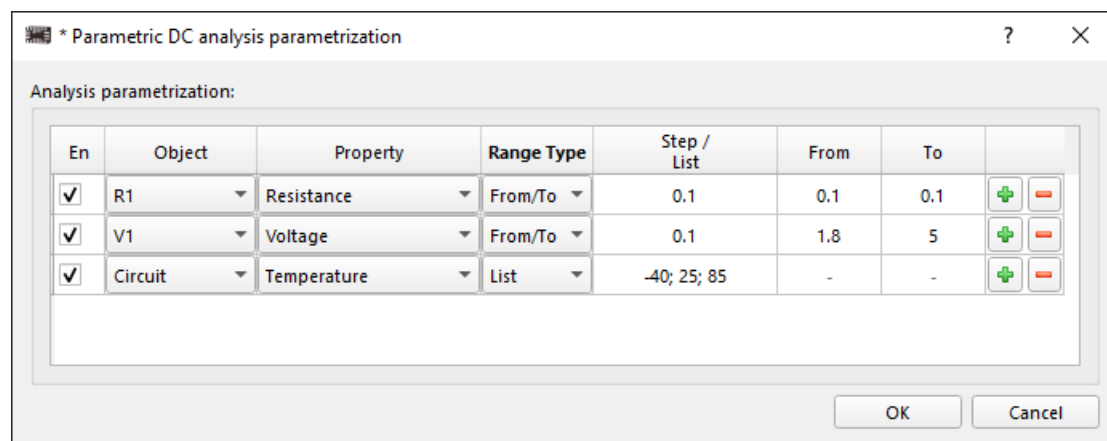 * Parametric DC analysis parametrization ?
Analysis parametrization:
En Object Property Range Type Step / From To
List
R1 Resistance From/To 0.1 0.1 0.1
V1 Voltage From/To 0.1 1.8 5
Circuit Temperature List -40; 25; 85 - -
OK Cancel